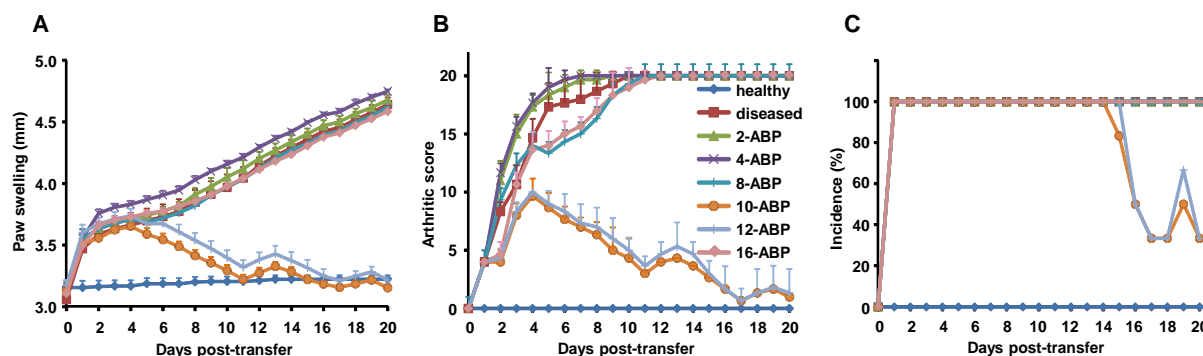 A
Paw swelling (mm)
5.0
4.5
4.0
3.5
3.0
0 2 4 6 8 10 12 14 16 18 20
Days post-transfer
B
Arthritic score
20
15
10
5
0
0 2 4 6 8 10 12 14 16 18 20
Days post-transfer
healthy
diseased
2-ABP
4-ABP
8-ABP
10-ABP
12-ABP
16-ABP
C
Incidence (%)
120
100
80
60
40
20
0
0 2 4 6 8 10 12 14 16 18 20
Days post-transfer